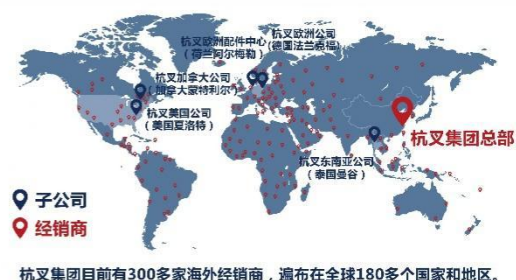 杭叉欧洲公司
（德国法兰克福）
杭叉欧洲配件中心
（荷兰阿尔梅勒）
杭叉加拿大公司
（加拿大蒙特利尔）
杭叉美国公司
（美国夏洛特）
杭叉集团总部
杭叉东南亚公司
（泰国曼谷）
子公司
经销商
杭叉集团目前有300多家海外经销商，遍布在全球180多个国家和地区。